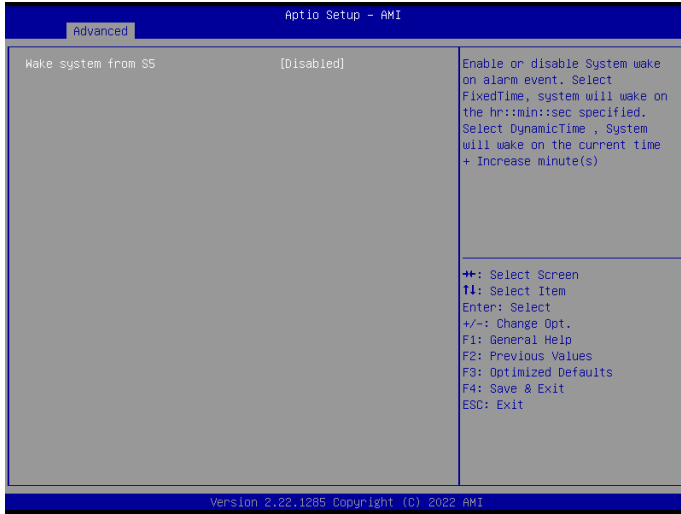 Aptio Setup - AMI
Advanced
Wake system from S5 [Disabled]
Enable or disable System wake
on alarm event. Select
FixedTime, system will wake on
the hr::min::sec specified.
Select DynamicTime , System
will wake on the current time
+ Increase minute(s)
→←: Select Screen
↑↓: Select Item
Enter: Select
+/-: Change Opt.
F1: General Help
F2: Previous Values
F3: Optimized Defaults
F4: Save & Exit
ESC: Exit
Version 2.22.1285 Copyright (C) 2022 AMI